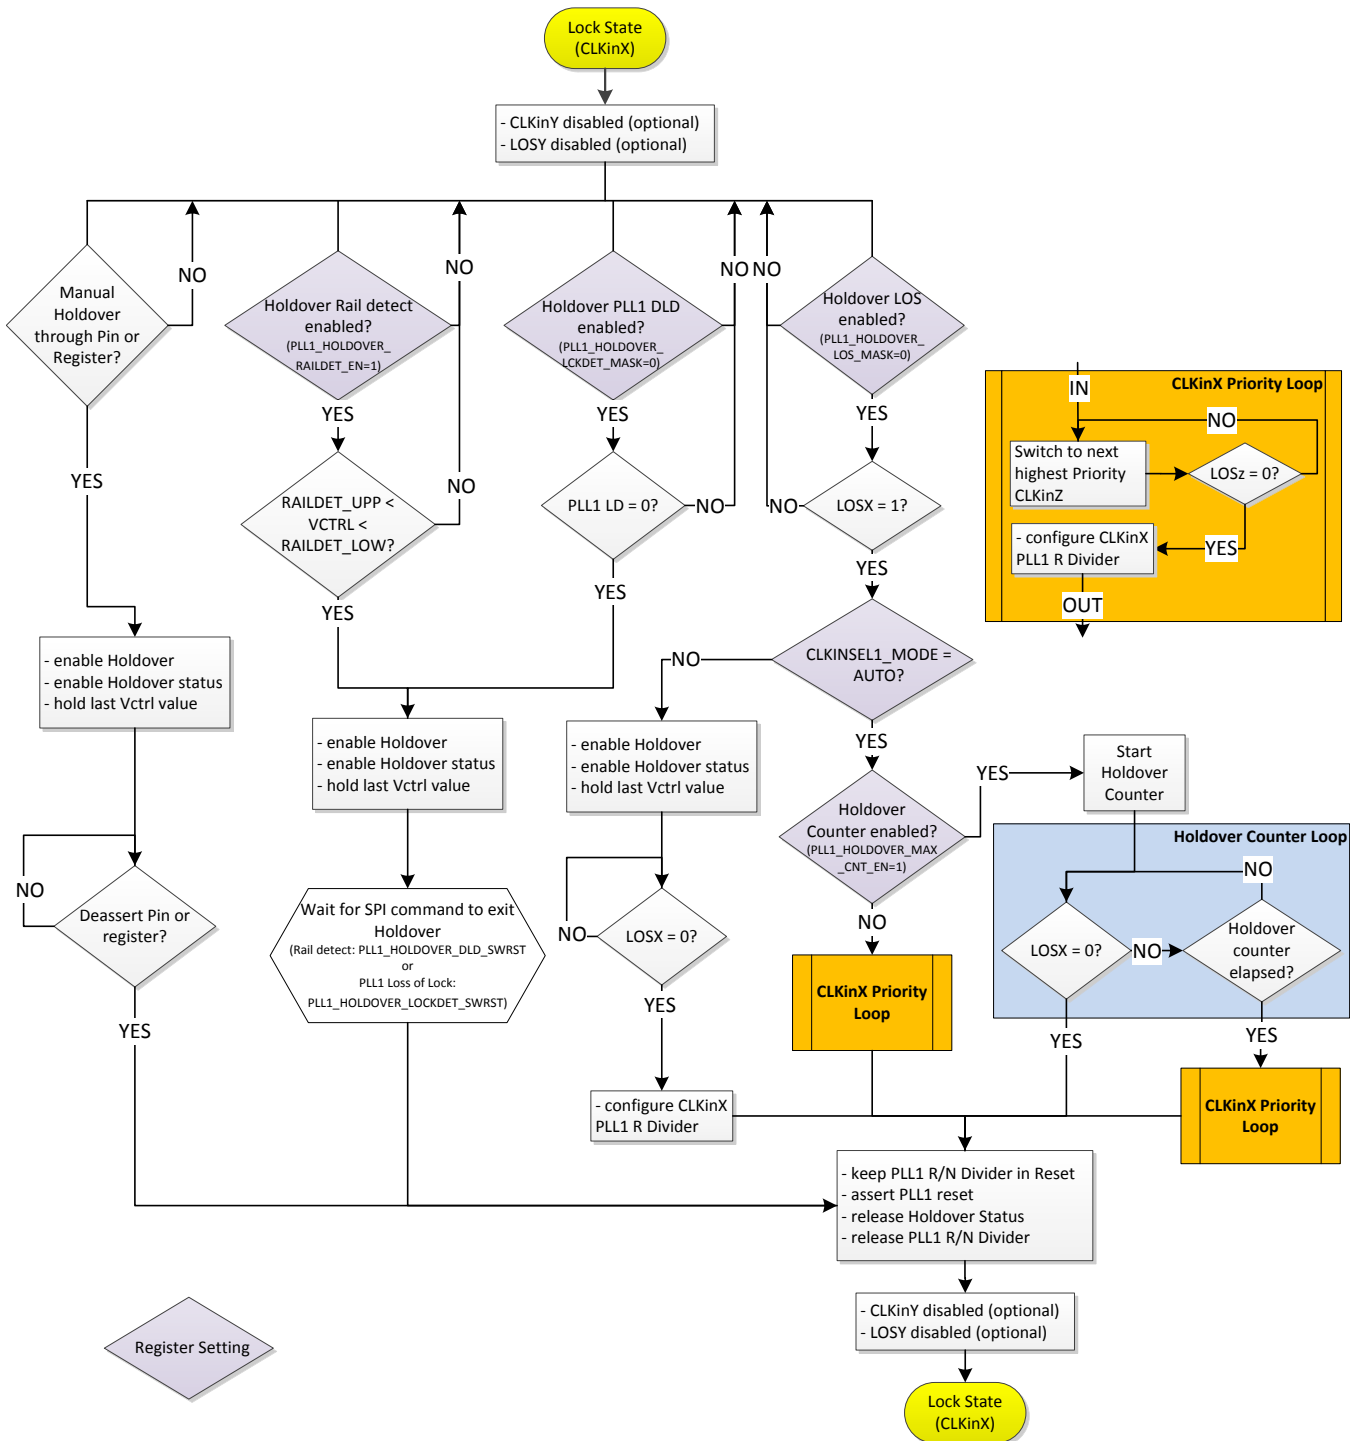 Lock State
(CLKinX)
- CLKinY disabled (optional)
- LOSY disabled (optional)
NO
NO
NO
NO
Manual
Holdover
through Pin or
Register?
Holdover Rail detect
enabled?
(PLL1_HOLDOVER_
RAILDET_EN=1)
Holdover PLL1 DLD
enabled?
(PLL1_HOLDOVER_
LCKDET_MASK=0)
Holdover LOS
enabled?
(PLL1_HOLDOVER_
LOS_MASK=0)
YES
YES
YES
YES
CLKinX Priority Loop
IN
NO
Switch to next
highest Priority
CLKinZ
LOSz = 0?
YES
- configure CLKinX
PLL1 R Divider
OUT
RAILDET_UPP <
VCTRL <
RAILDET_LOW?
NO
PLL1 LD = 0?
NO
NO
LOSX = 1?
YES
YES
YES
CLKINSEL1_MODE =
AUTO?
NO
YES
- enable Holdover
- enable Holdover status
- hold last Vctrl value
- enable Holdover
- enable Holdover status
- hold last Vctrl value
- enable Holdover
- enable Holdover status
- hold last Vctrl value
Holdover
Counter enabled?
(PLL1_HOLDOVER_MAX
_CNT_EN=1)
YES
Start
Holdover
Counter
NO
Holdover Counter Loop
NO
LOSX = 0?
NO
Holdover
counter
elapsed?
YES
YES
NO
Deassert Pin or
register?
YES
Wait for SPI command to exit
Holdover
(Rail detect: PLL1_HOLDOVER_DLD_SWRST
or
PLL1 Loss of Lock:
PLL1_HOLDOVER_LOCKDET_SWRST)
NO
LOSX = 0?
YES
CLKinX Priority
Loop
CLKinX Priority
Loop
- configure CLKinX
PLL1 R Divider
- keep PLL1 R/N Divider in Reset
- assert PLL1 reset
- release Holdover Status
- release PLL1 R/N Divider
- CLKinY disabled (optional)
- LOSY disabled (optional)
Register Setting
Lock State
(CLKinX)